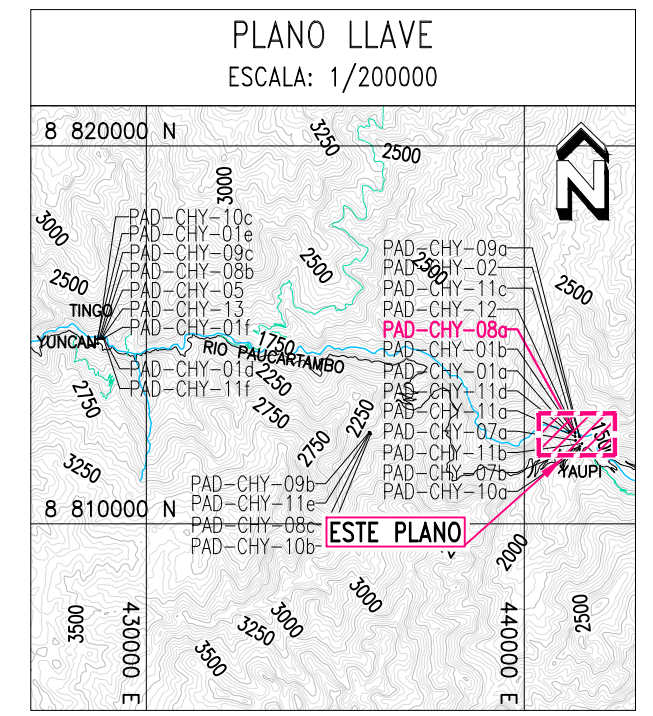 PLANO LLAVE
ESCALA: 1/200000
8 820000 N
3250
2500
N
3000
3000
PAD-CHY-10c
PAD-CHY-01e
PAD-CHY-09c
PAD-CHY-08b
PAD-CHY-05
PAD-CHY-13
PAD-CHY-01f
PAD-CHY-01d
PAD-CHY-11f
2500
TINGO
YUNCAN
2750
3250
2500
1750
RIO PAUCARTAMBO
2250
2750
2750
2250
2500
2500
PAD-CHY-09a
PAD-CHY-02
PAD-CHY-11c
PAD-CHY-12
PAD-CHY-08a
PAD-CHY-01b
PAD-CHY-01a
PAD-CHY-11d
PAD-CHY-11a
PAD-CHY-07a
PAD-CHY-11b
PAD-CHY-07b
PAD-CHY-10a
YAUPI
PAD-CHY-09b
PAD-CHY-11e
PAD-CHY-08c
PAD-CHY-10b
8 810000 N
ESTE PLANO
2000
3500
430000 E
3250
3000
3500
3000
440000 E
2500